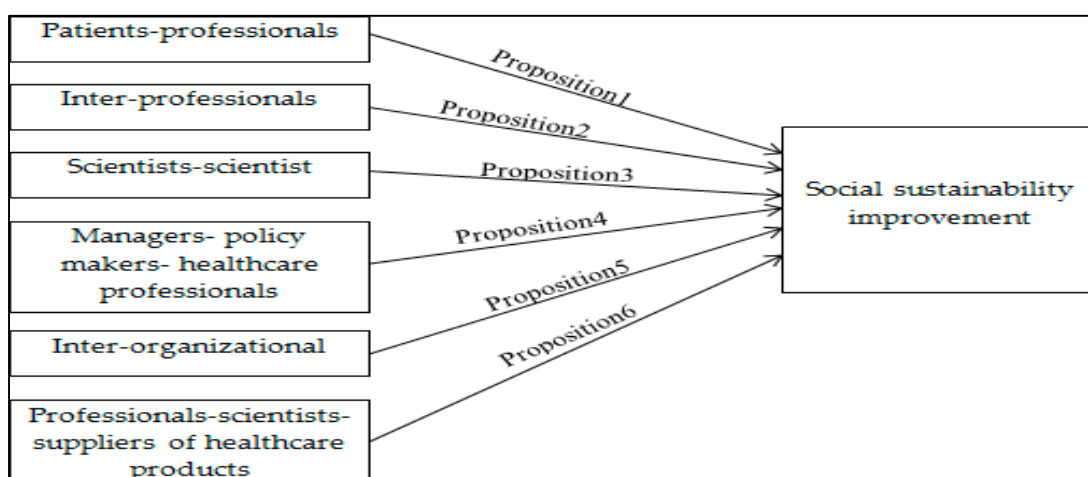 Patients-professionals
Proposition1
Inter-professionals
Proposition2
Scientists-scientist
Proposition3
Managers- policy
makers- healthcare
professionals
Proposition4
Inter-organizational
Proposition5
Professionals-scientists-
suppliers of healthcare
products
Proposition6
Social sustainability
improvement